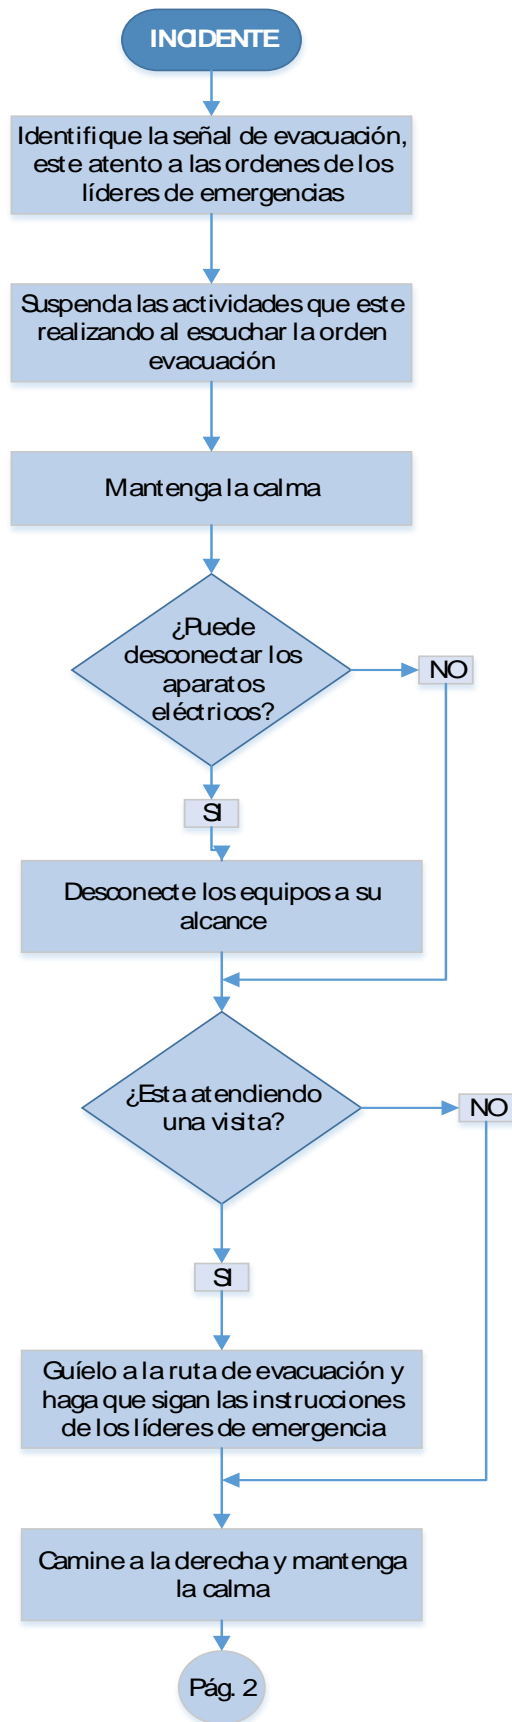 INCIDENTE
Identifique la señal de evacuación,
este atento a las ordenes de los
líderes de emergencias
Suspenda las actividades que este
realizando al escuchar la orden
evacuación
Mantenga la calma
¿Puede
desconectar los
aparatos
eléctricos?
NO
SI
Desconecte los equipos a su
alcance
¿Esta atendiendo
una visita?
NO
SI
Guíelo a la ruta de evacuación y
haga que sigan las instrucciones
de los líderes de emergencia
Camine a la derecha y mantenga
la calma
Pág. 2